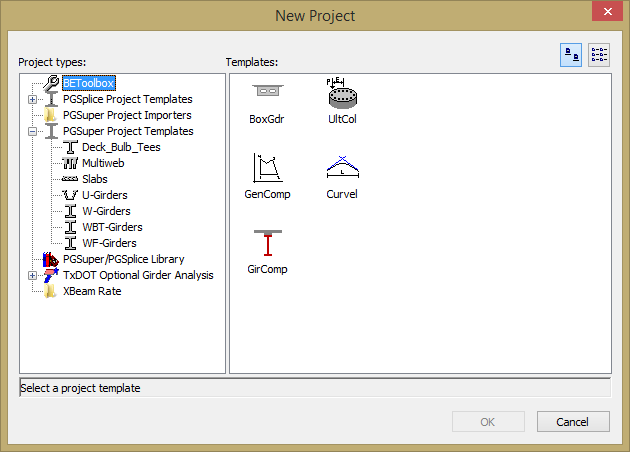 New Project
Project types:
Templates:
BEToolbox
PGSplice Project Templates
PGSuper Project Importers
PGSuper Project Templates
Deck_Bulb_Tees
Multiweb
Slabs
U-Girders
W-Girders
WBT-Girders
WF-Girders
PGSuper/PGSplice Library
TxDOT Optional Girder Analysis
XBeam Rate
BoxGdr
P E
UltCol
GenComp
L
Curvel
GirComp
Select a project template
OK
Cancel